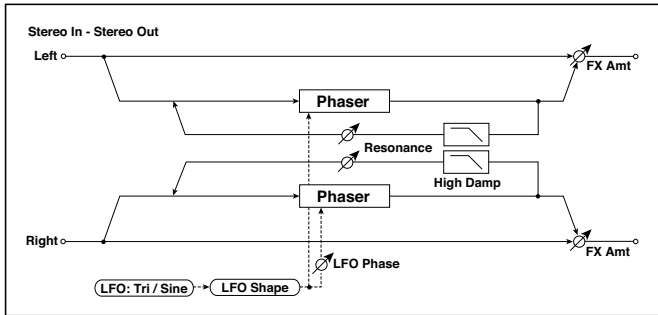 Stereo In - Stereo Out
Left
FX Amt
Phaser
Resonance
High Damp
Phaser
Right
FX Amt
LFO Phase
LFO: Tri / Sine
LFO Shape